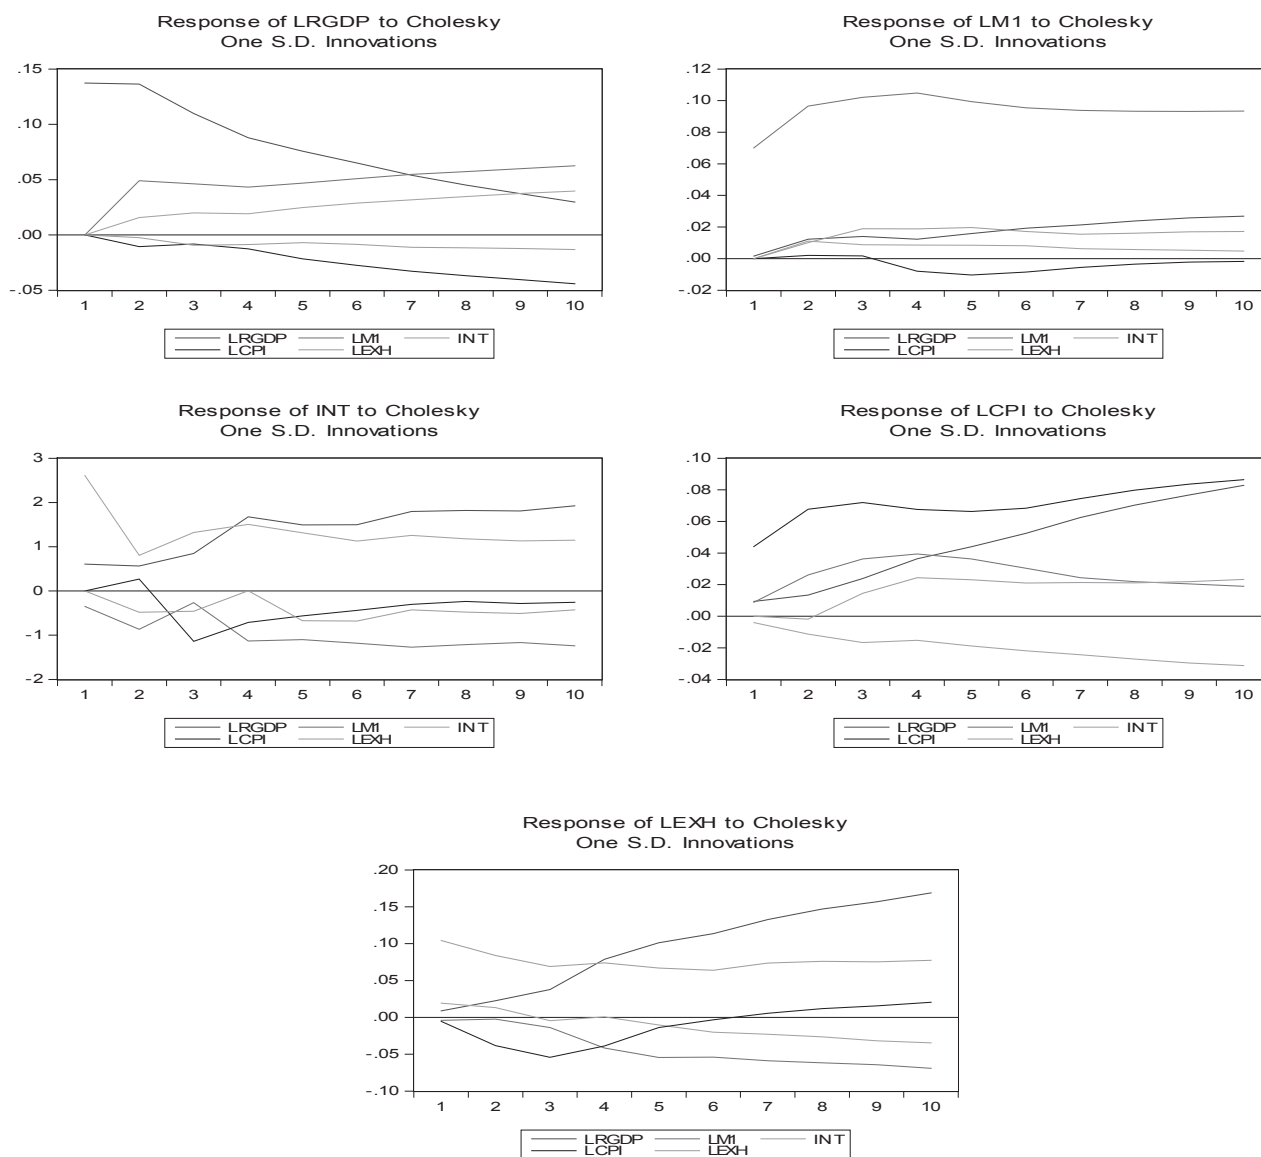 Response of LRGDP to Cholesky
One S.D. Innovations
.15
.10
.05
.00
-.05
1 2 3 4 5 6 7 8 9 10
LRGDP LM1 INT
LCPI LEXH
Response of LM1 to Cholesky
One S.D. Innovations
.12
.10
.08
.06
.04
.02
.00
-.02
1 2 3 4 5 6 7 8 9 10
LRGDP LM1 INT
LCPI LEXH
Response of INT to Cholesky
One S.D. Innovations
3
2
1
0
-1
-2
1 2 3 4 5 6 7 8 9 10
LRGDP LM1 INT
LCPI LEXH
Response of LCPI to Cholesky
One S.D. Innovations
.10
.08
.06
.04
.02
.00
-.02
-.04
1 2 3 4 5 6 7 8 9 10
LRGDP LM1 INT
LCPI LEXH
Response of LEXH to Cholesky
One S.D. Innovations
.20
.15
.10
.05
.00
-.05
-.10
1 2 3 4 5 6 7 8 9 10
LRGDP LM1 INT
LCPI LEXH